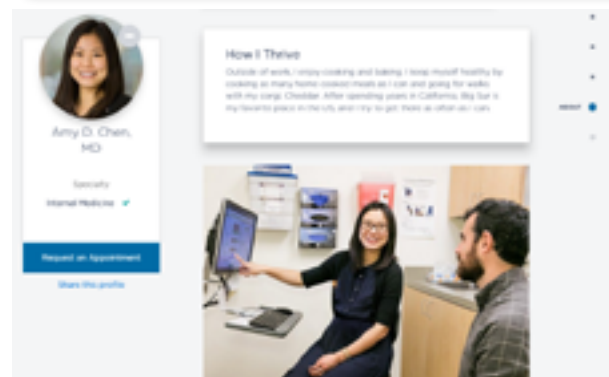 Amy D. Chen,
MD
Specialty
Internal Medicine
Request an Appointment
Share this profile
How I Thrive
Outside of work, I enjoy cooking and baking. I keep myself healthy by
cooking as many home-cooked meals as I can and going for walks
with my corgi, Cheddar. After spending years in California, Big Sur is
my favorite place in the US, and I try to get there as often as I can.
ABOUT